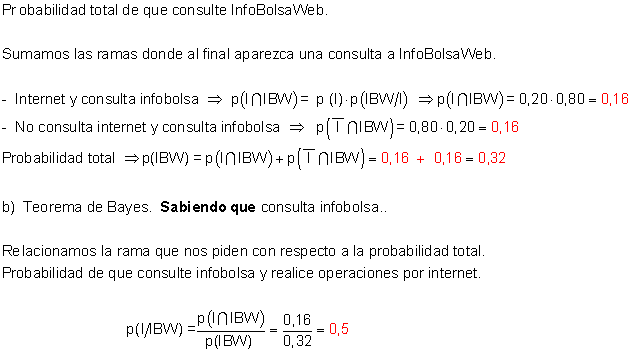 Probabilidad total de que consulte InfoBolsaWeb.
Sumamos las ramas donde al final aparezca una consulta a InfoBolsaWeb.
- Internet y consulta infobolsa ⇒ p(I∩IBW) = p (I)·p(IBW/I) ⇒ p(I∩IBW) = 0,20·0,80 = 0,16
- No consulta internet y consulta infobolsa ⇒ p(I̅∩IBW) = 0,80·0,20 = 0,16
Probabilidad total ⇒ p(IBW) = p(I∩IBW) + p(I̅∩IBW) = 0,16 + 0,16 = 0,32
b) Teorema de Bayes. Sabiendo que consulta infobolsa..
Relacionamos la rama que nos piden con respecto a la probabilidad total.
Probabilidad de que consulte infobolsa y realice operaciones por internet.
p(I/IBW) = p(I∩IBW)/p(IBW) = 0,16/0,32 = 0,5